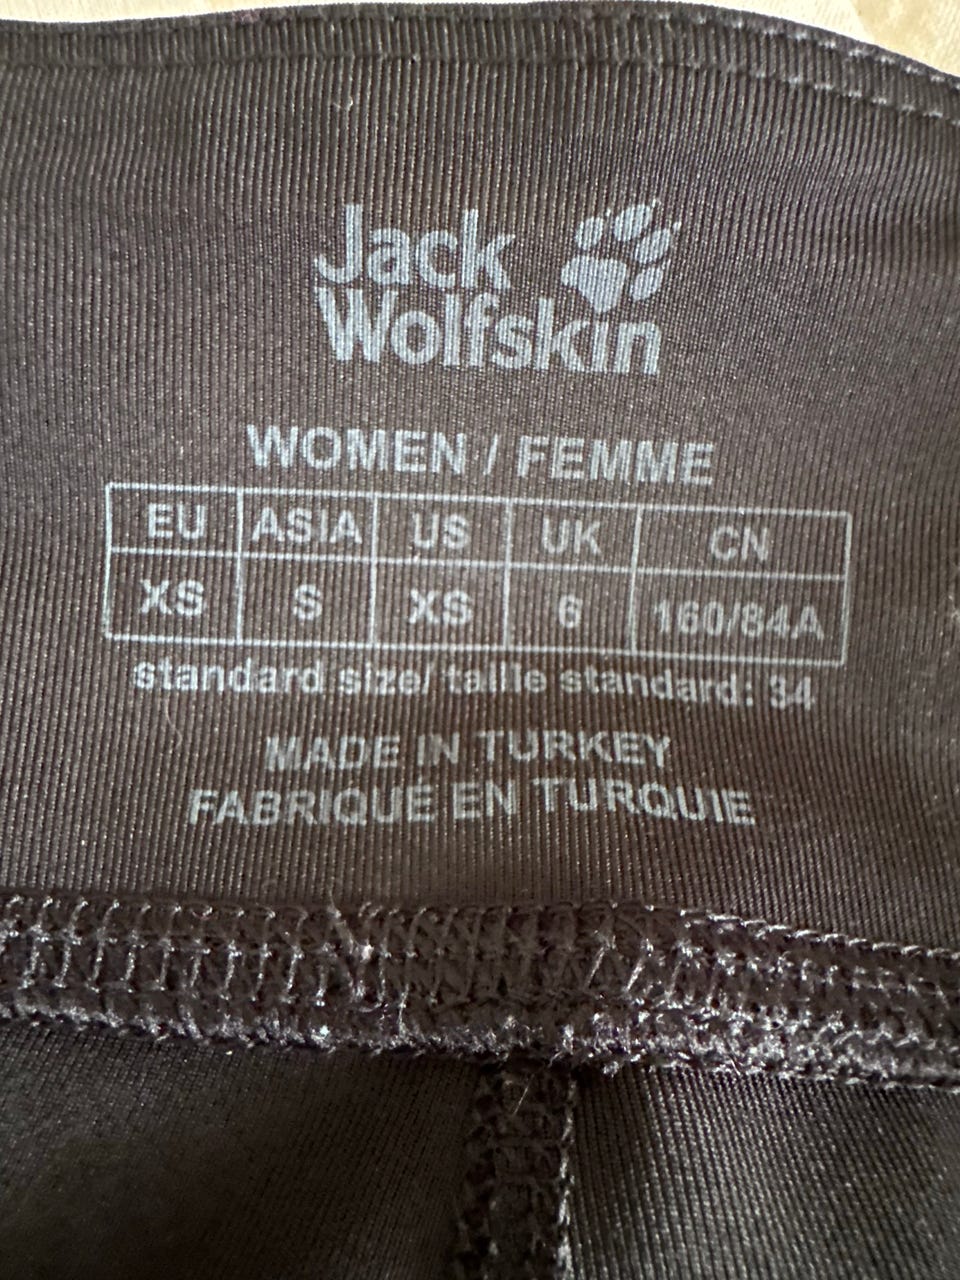 Jack
Wolfskin
WOMEN / FEMME
EU ASIA US UK CN
XS S XS 6 160/84A
standard size/ taille standard: 34
MADE IN TURKEY
FABRIQUÉ EN TURQUIE